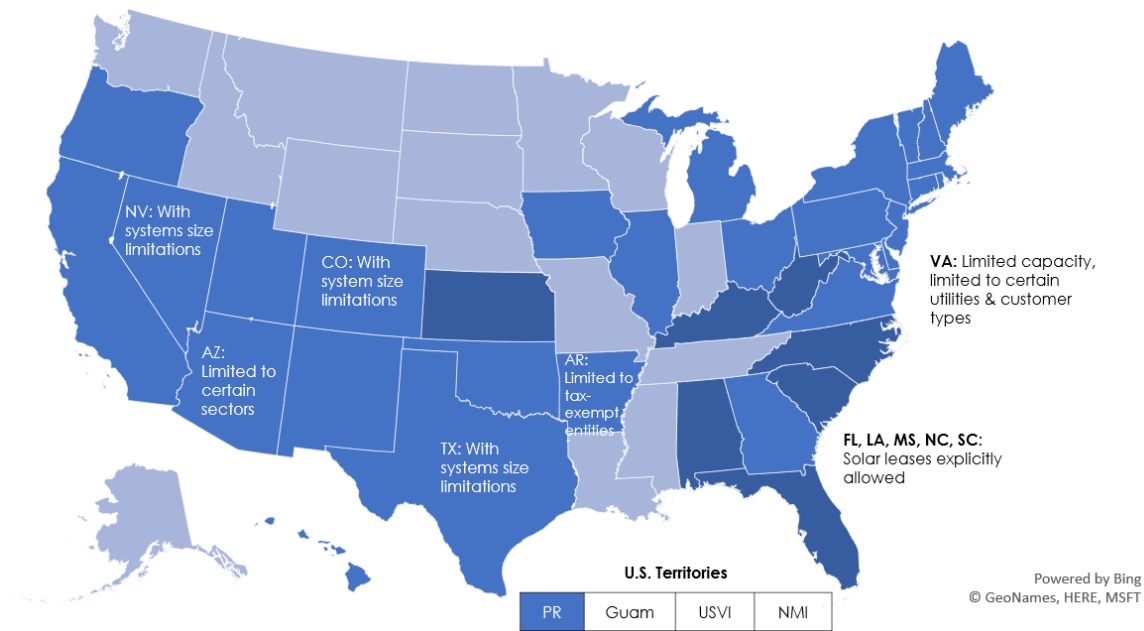 NV: With
systems size
limitations
CO: With
system size
limitations
VA: Limited capacity,
limited to certain
utilities & customer
types
AZ:
Limited to
certain
sectors
AR:
Limited to
tax-
exempt
entities
TX: With
systems size
limitations
FL, LA, MS, NC, SC:
Solar leases explicitly
allowed
U.S. Territories
PR Guam USVI NMI
Powered by Bing
© GeoNames, HERE, MSFT